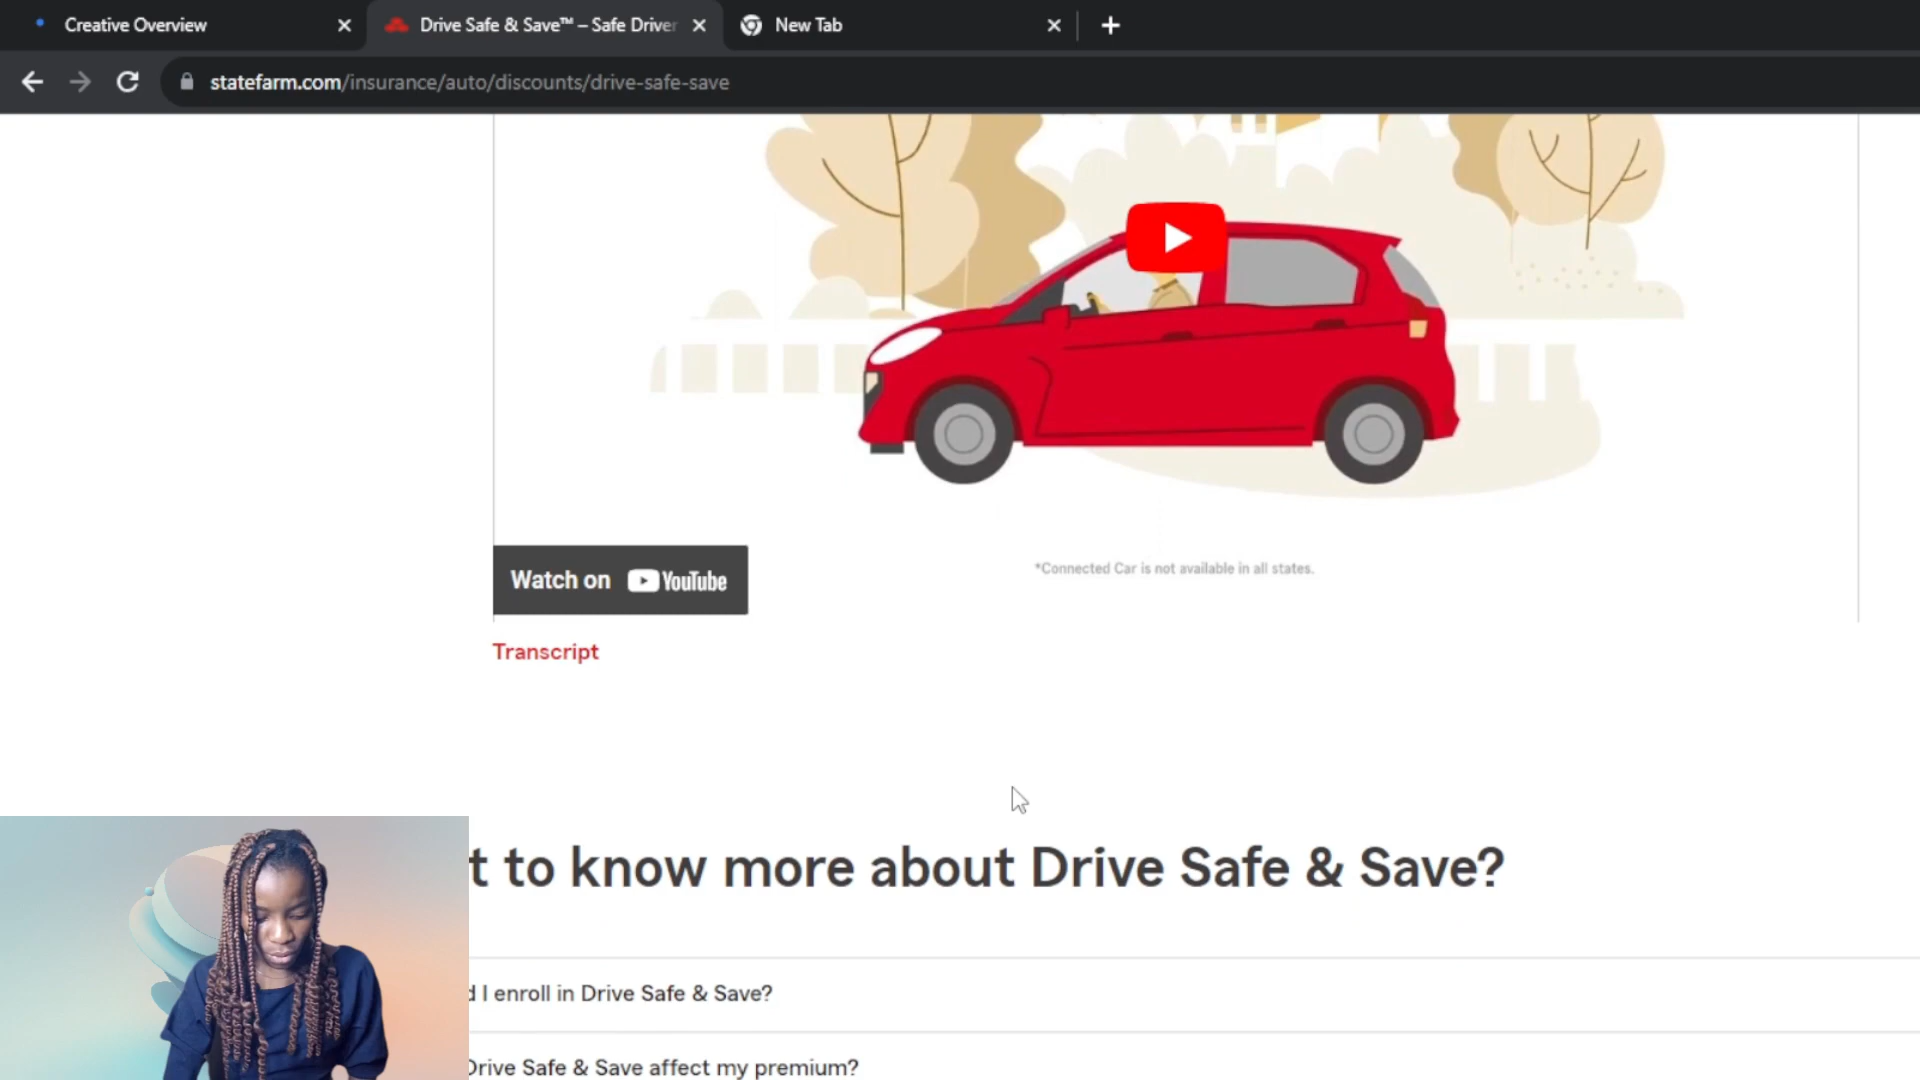 Creative Overview
Drive Safe & Save™ – Safe Driver
New Tab
statefarm.com/insurance/auto/discounts/drive-safe-save
Watch on YouTube
*Connected Car is not available in all states.
Transcript
t to know more about Drive Safe & Save?
d I enroll in Drive Safe & Save?
Drive Safe & Save affect my premium?